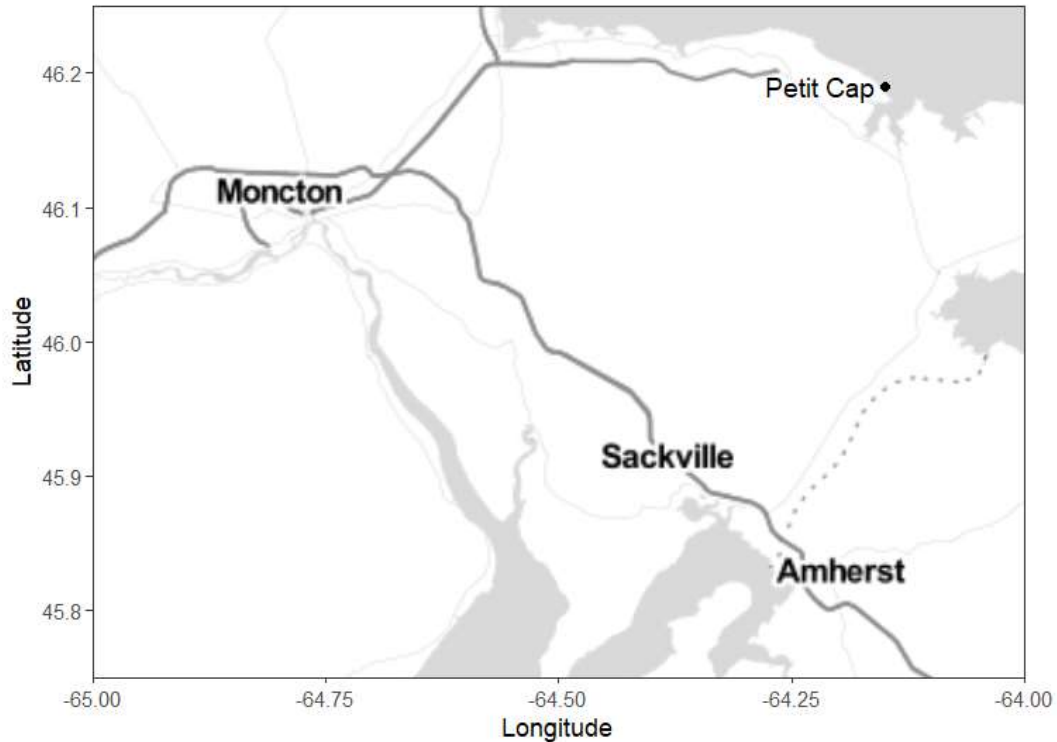 46.2
Petit Cap
Moncton
46.1
46.0
Latitude
Sackville
45.9
Amherst
45.8
-65.00
-64.75
-64.50
-64.25
-64.00
Longitude